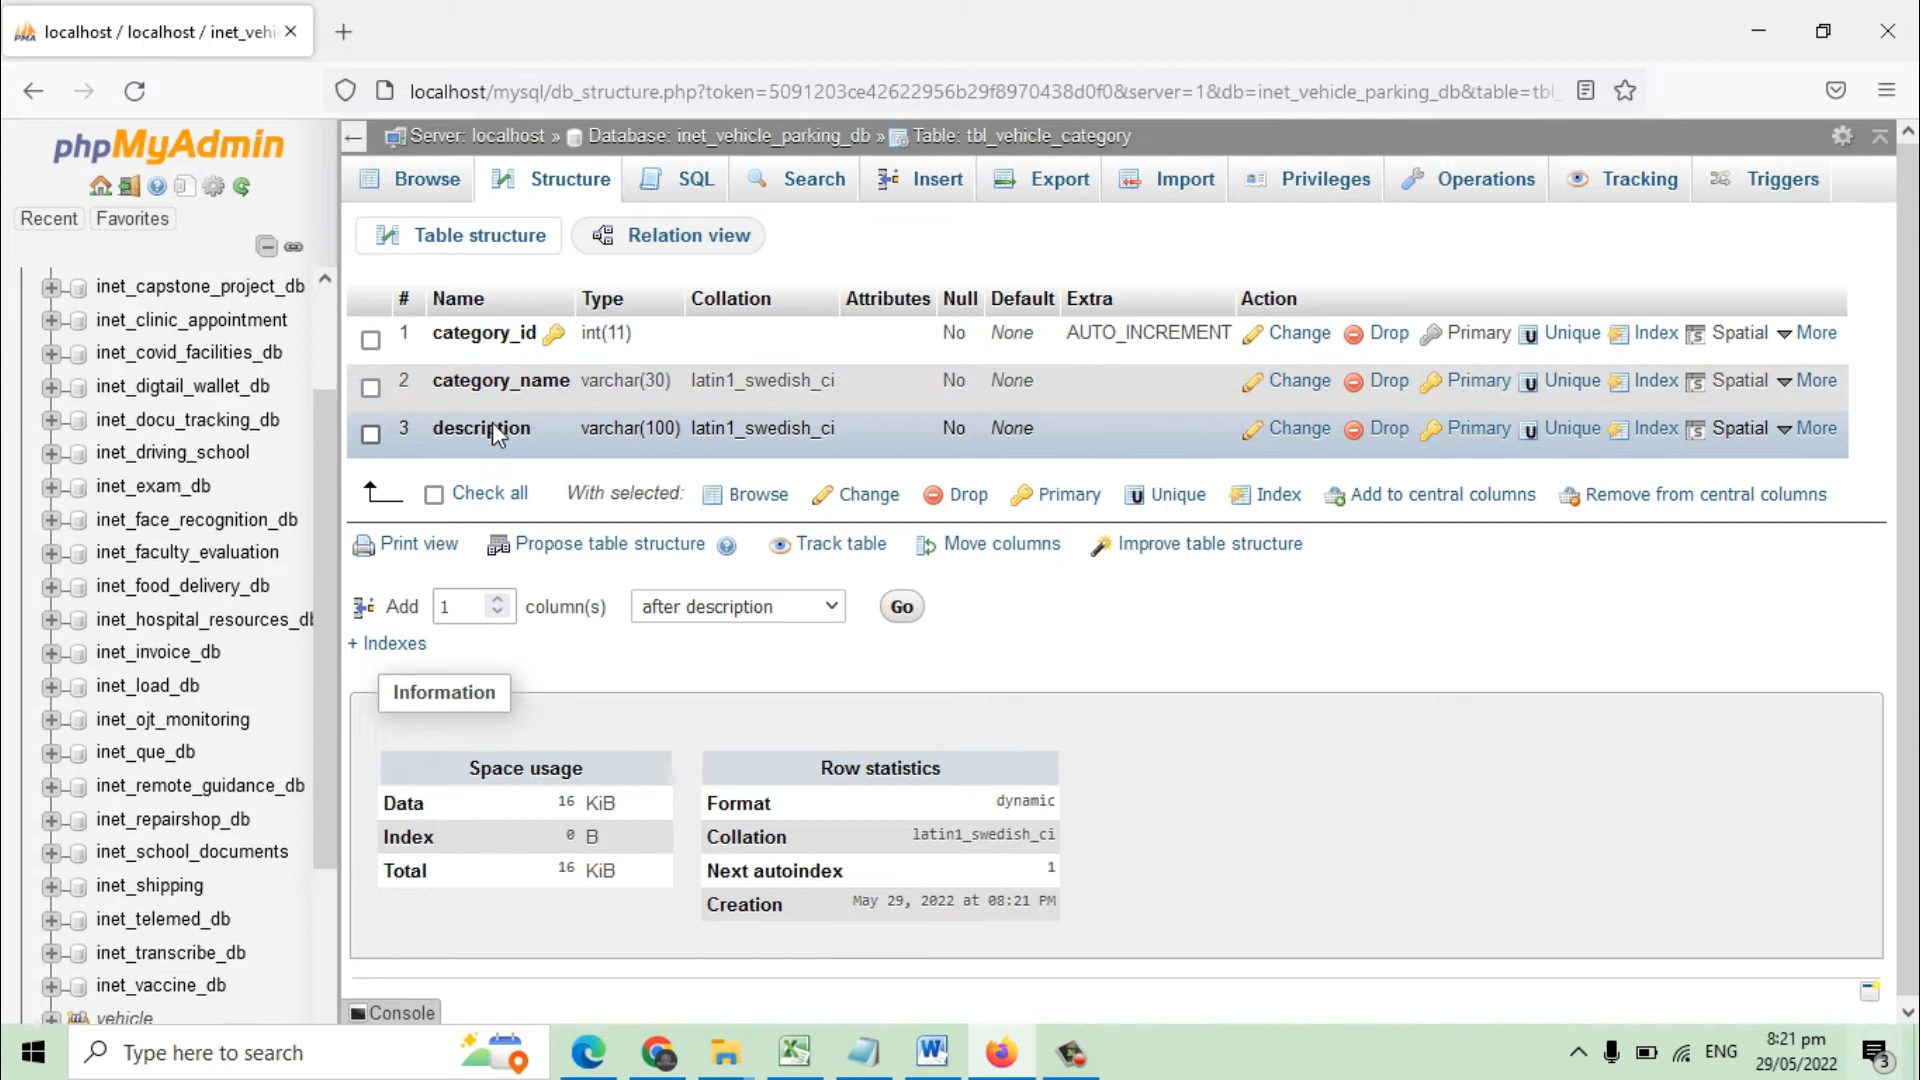 localhost / localhost / inet_vehi
localhost/mysql/db_structure.php?token=5091203ce42622956b29f8970438d0f0&server=1&db=inet_vehicle_parking_db&table=tbl_
phpMyAdmin
Recent Favorites
inet_capstone_project_db
inet_clinic_appointment
inet_covid_facilities_db
inet_digtail_wallet_db
inet_docu_tracking_db
inet_driving_school
inet_exam_db
inet_face_recognition_db
inet_faculty_evaluation
inet_food_delivery_db
inet_hospital_resources_db
inet_invoice_db
inet_load_db
inet_ojt_monitoring
inet_que_db
inet_remote_guidance_db
inet_repairshop_db
inet_school_documents
inet_shipping
inet_telemed_db
inet_transcribe_db
inet_vaccine_db
vehicle
Server: localhost » Database: inet_vehicle_parking_db » Table: tbl_vehicle_category
Browse Structure SQL Search Insert Export Import Privileges Operations Tracking Triggers
Table structure Relation view
# Name Type Collation Attributes Null Default Extra Action
1 category_id int(11) No None AUTO_INCREMENT Change Drop Primary Unique Index Spatial More
2 category_name varchar(30) latin1_swedish_ci No None Change Drop Primary Unique Index Spatial More
3 description varchar(100) latin1_swedish_ci No None Change Drop Primary Unique Index Spatial More
Check all With selected: Browse Change Drop Primary Unique Index Add to central columns Remove from central columns
Print view Propose table structure Track table Move columns Improve table structure
Add 1 column(s) after description Go
+ Indexes
Information
Space usage
Data 16 KiB
Index 0 B
Total 16 KiB
Row statistics
Format dynamic
Collation latin1_swedish_ci
Next autoindex 1
Creation May 29, 2022 at 08:21 PM
Console
Type here to search
ENG
8:21 pm
29/05/2022
3